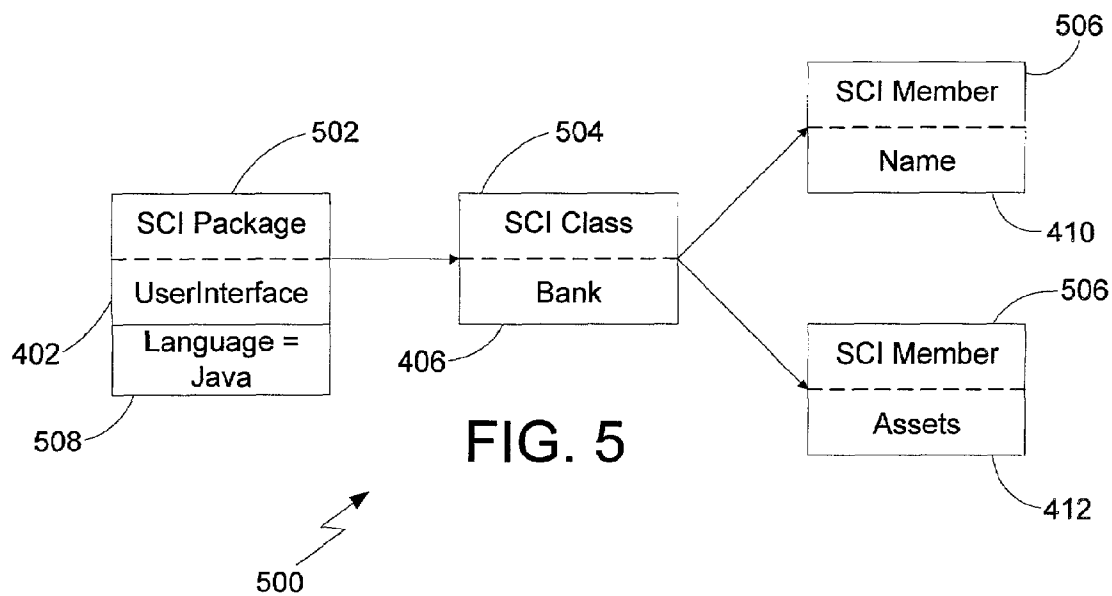 506
SCI Member
Name
410
502
SCI Package
UserInterface
Language =
Java
402
508
504
SCI Class
Bank
406
506
SCI Member
Assets
412
FIG. 5
500